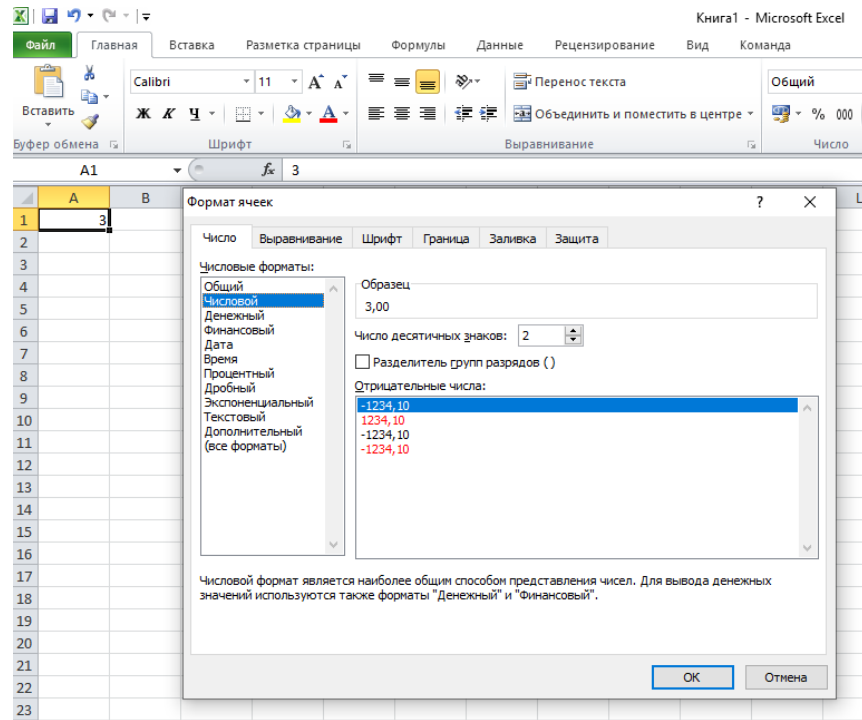 Книга1 - Microsoft Excel
Файл Главная Вставка Разметка страницы Формулы Данные Рецензирование Вид Команда
Вставить
Calibri 11 А А Перенос текста Общий
Ж К Ч А Объединить и поместить в центре % 000
Буфер обмена Шрифт Выравнивание Число
A1 fx 3
A B L
1 3
2
3
4
5
6
7
8
9
10
11
12
13
14
15
16
17
18
19
20
21
22
23
Формат ячеек ?
Число Выравнивание Шрифт Граница Заливка Защита
Числовые форматы:
Общий
Числовой
Денежный
Финансовый
Дата
Время
Процентный
Дробный
Экспоненциальный
Текстовый
Дополнительный
(все форматы)
Образец
3,00
Число десятичных знаков: 2
Разделитель групп разрядов ( )
Отрицательные числа:
-1234,10
1234,10
-1234,10
-1234,10
Числовой формат является наиболее общим способом представления чисел. Для вывода денежных
значений используются также форматы "Денежный" и "Финансовый".
ОК Отмена